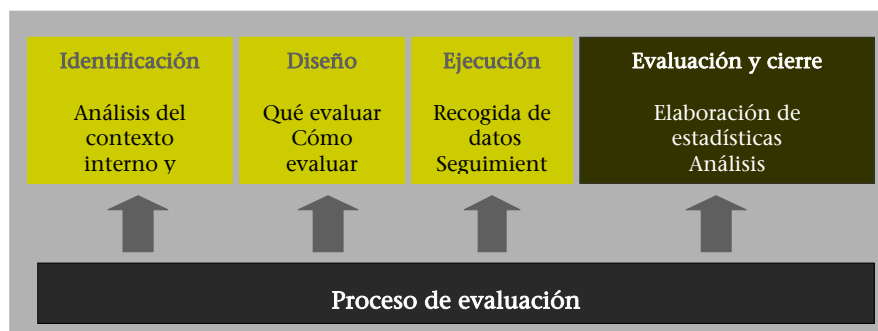 Identificación
Análisis del
contexto
interno y
Diseño
Qué evaluar
Cómo
evaluar
Ejecución
Recogida de
datos
Seguimient
Evaluación y cierre
Elaboración de
estadísticas
Análisis
Proceso de evaluación